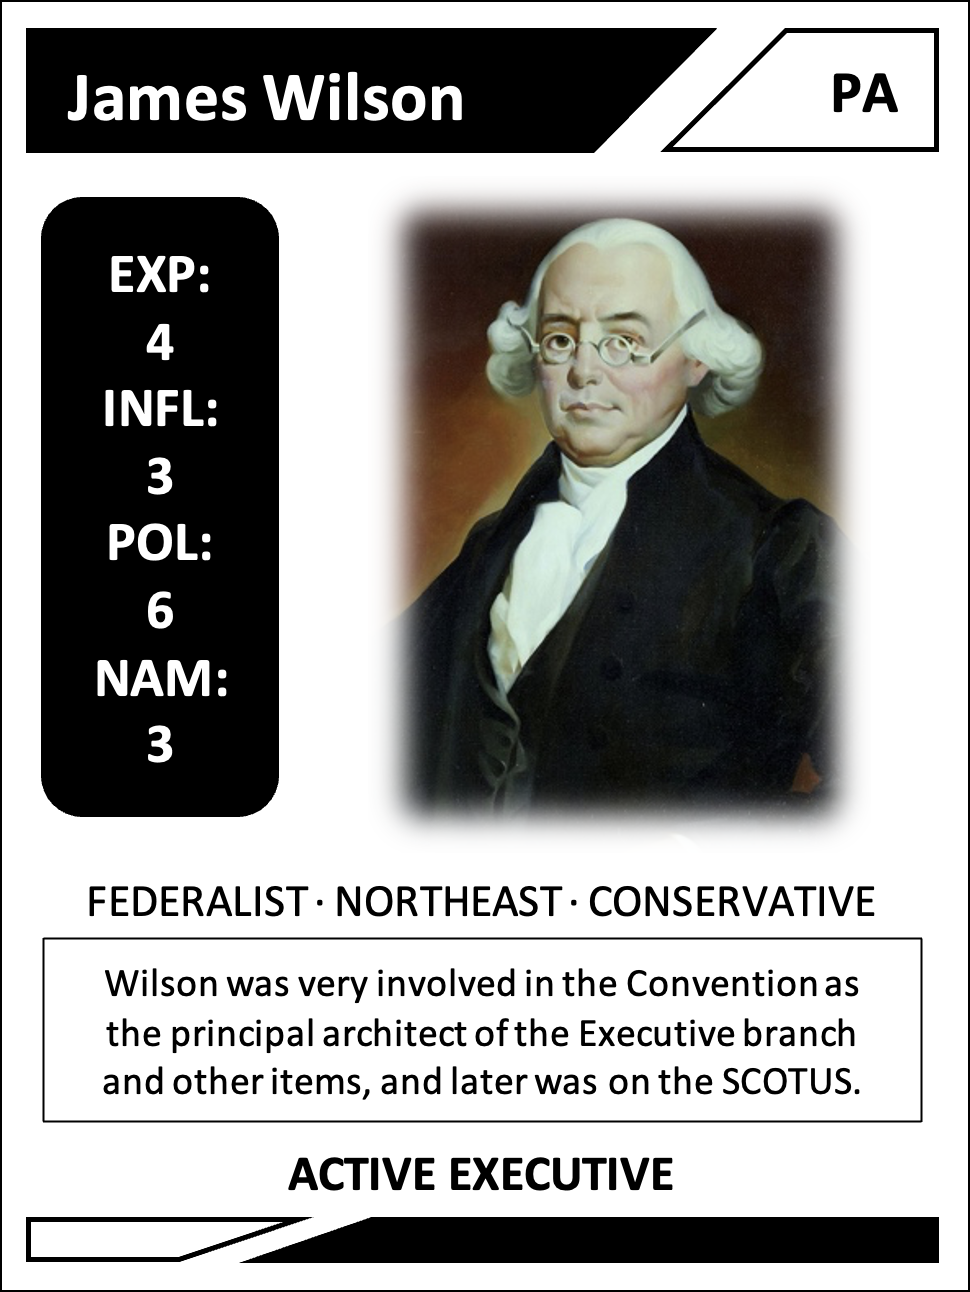 James Wilson
PA
EXP:
4
INFL:
3
POL:
6
NAM:
3
FEDERALIST · NORTHEAST · CONSERVATIVE
Wilson was very involved in the Convention as
the principal architect of the Executive branch
and other items, and later was on the SCOTUS.
ACTIVE EXECUTIVE